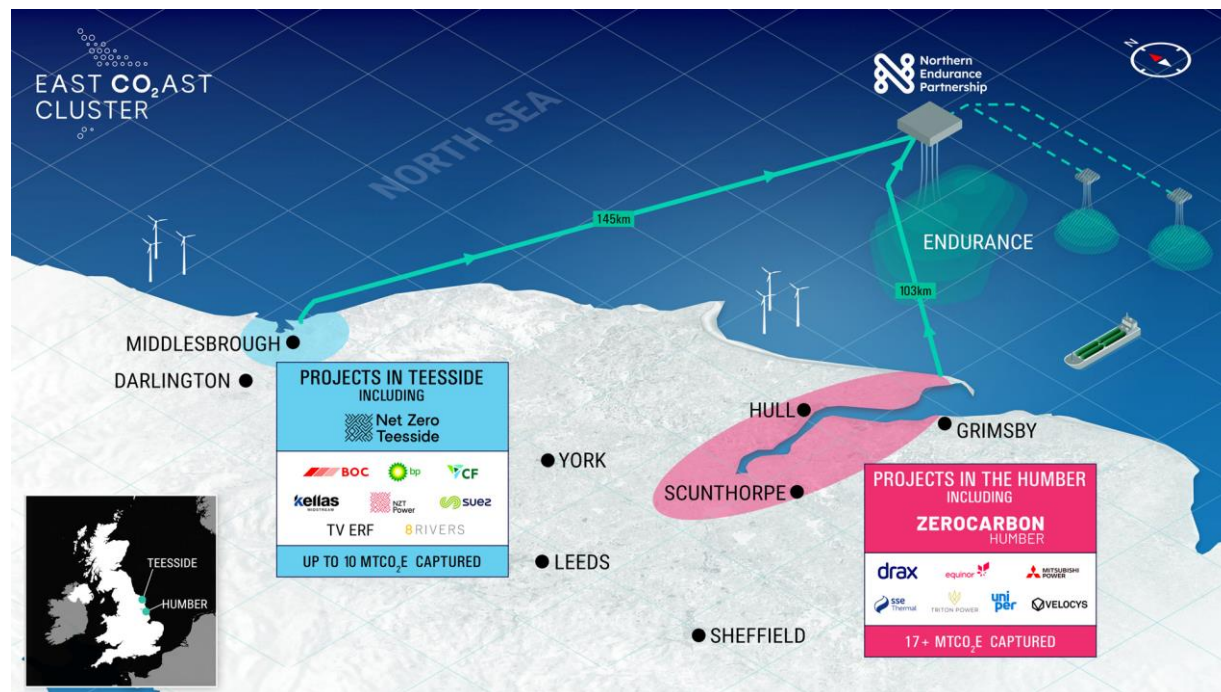 EAST CO₂AST
CLUSTER
Northern
Endurance
Partnership
N
NORTH SEA
145km
ENDURANCE
103km
MIDDLESBROUGH
DARLINGTON
PROJECTS IN TEESSIDE
INCLUDING
Net Zero
Teesside
BOC
bp
CF
kellas
MIDSTREAM
NZT
Power
suez
TV ERF
8 RIVERS
UP TO 10 MTCO₂E CAPTURED
HULL
GRIMSBY
YORK
SCUNTHORPE
LEEDS
SHEFFIELD
PROJECTS IN THE HUMBER
INCLUDING
ZEROCARBON
HUMBER
drax
equinor
MITSUBISHI
POWER
sse
Thermal
TRITON POWER
uni
per
VELOCYS
17+ MTCO₂E CAPTURED
TEESSIDE
HUMBER